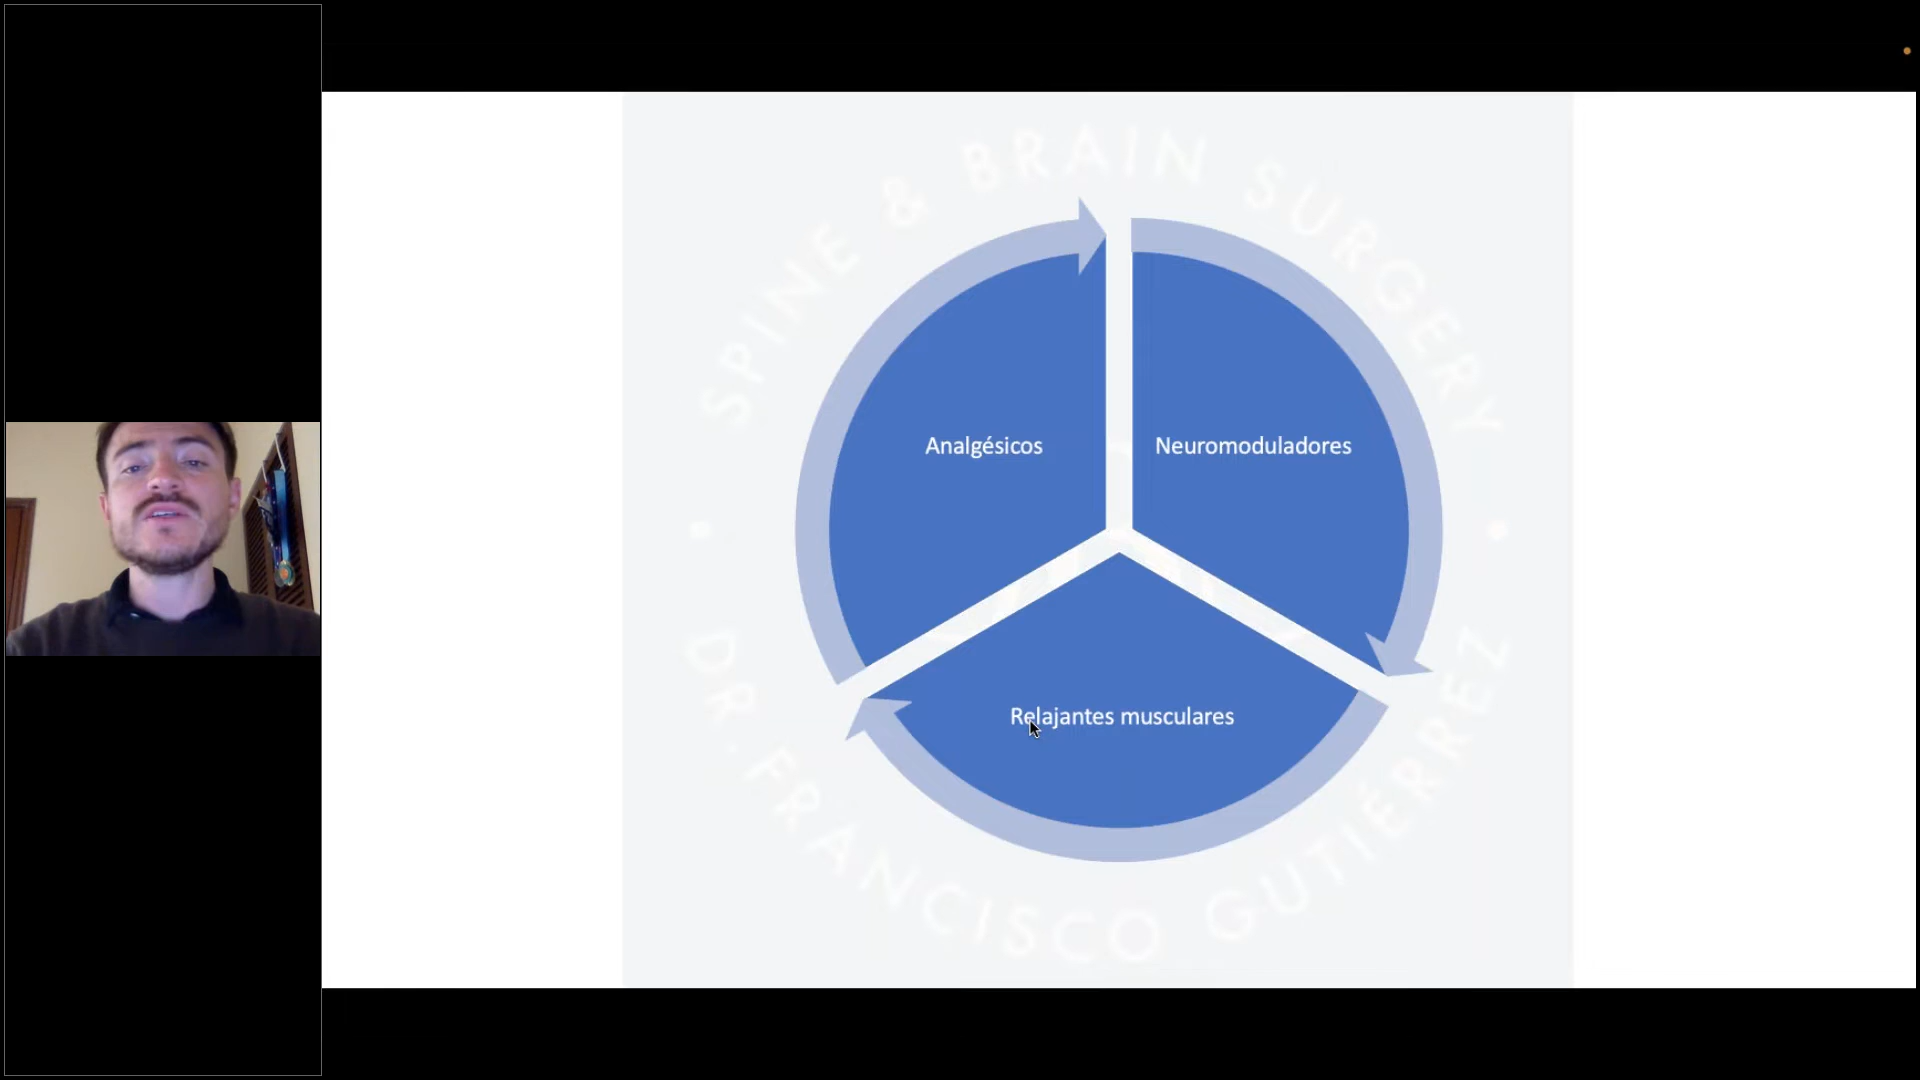 SPINE & BRAIN SURGERY
Analgésicos
Neuromoduladores
Relajantes musculares
DR. FRANCISCO GUTIÉRREZ